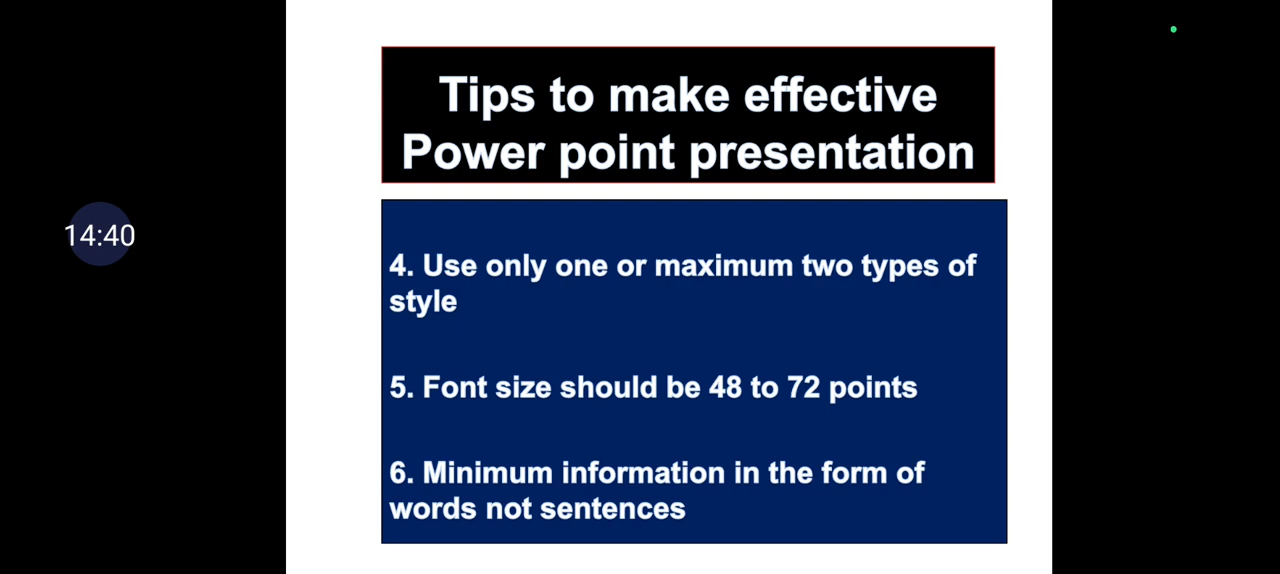 Tips to make effective
Power point presentation
14:40
4. Use only one or maximum two types of
style
5. Font size should be 48 to 72 points
6. Minimum information in the form of
words not sentences